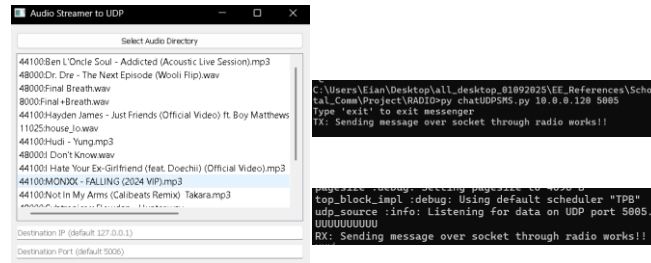 Audio Streamer to UDP
Select Audio Directory
44100:Ben L'Oncle Soul - Addicted (Acoustic Live Session).mp3
48000:Dr. Dre - The Next Episode (Wooli Flip).wav
48000:Final Breath.wav
8000:Final +Breath.wav
44100:Hayden James - Just Friends (Official Video) ft. Boy Matthews
11025:house_lo.wav
44100:Hudi - Yung.mp3
48000:I Don't Know.wav
44100:I Hate Your Ex-Girlfriend (feat. Doechii) (Official Video).mp3
44100:MONXX - FALLING (2024 VIP).mp3
44100:Not In My Arms (Calibeats Remix)  Takara.mp3
Destination IP (default 127.0.0.1)
Destination Port (default 5006)
C:\Users\Eian\Desktop\all_desktop_01092025\EE_References\Scho
tal_Comm\Project\RADIO>py chatUDPSMS.py 10.0.0.120 5005
Type 'exit' to exit messenger
TX: Sending message over socket through radio works!!
pagesize :debug: Setting pagesize to 4096 B
top_block_impl :debug: Using default scheduler "TPB"
udp_source :info: Listening for data on UDP port 5005.
UUUUUUUUUU
RX: Sending message over socket through radio works!!